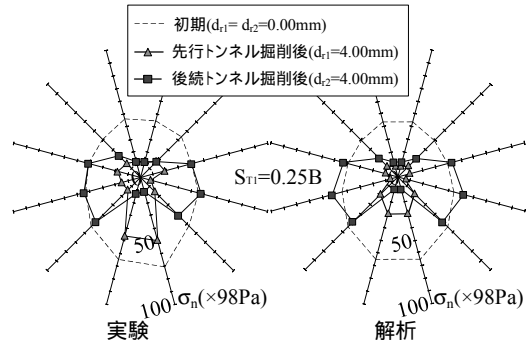 初期(dr1= dr2=0.00mm)
先行トンネル掘削後(dr1=4.00mm)
後続トンネル掘削後(dr2=4.00mm)
ST1=0.25B
50
50
100 σn(×98Pa)
100 σn(×98Pa)
実験
解析